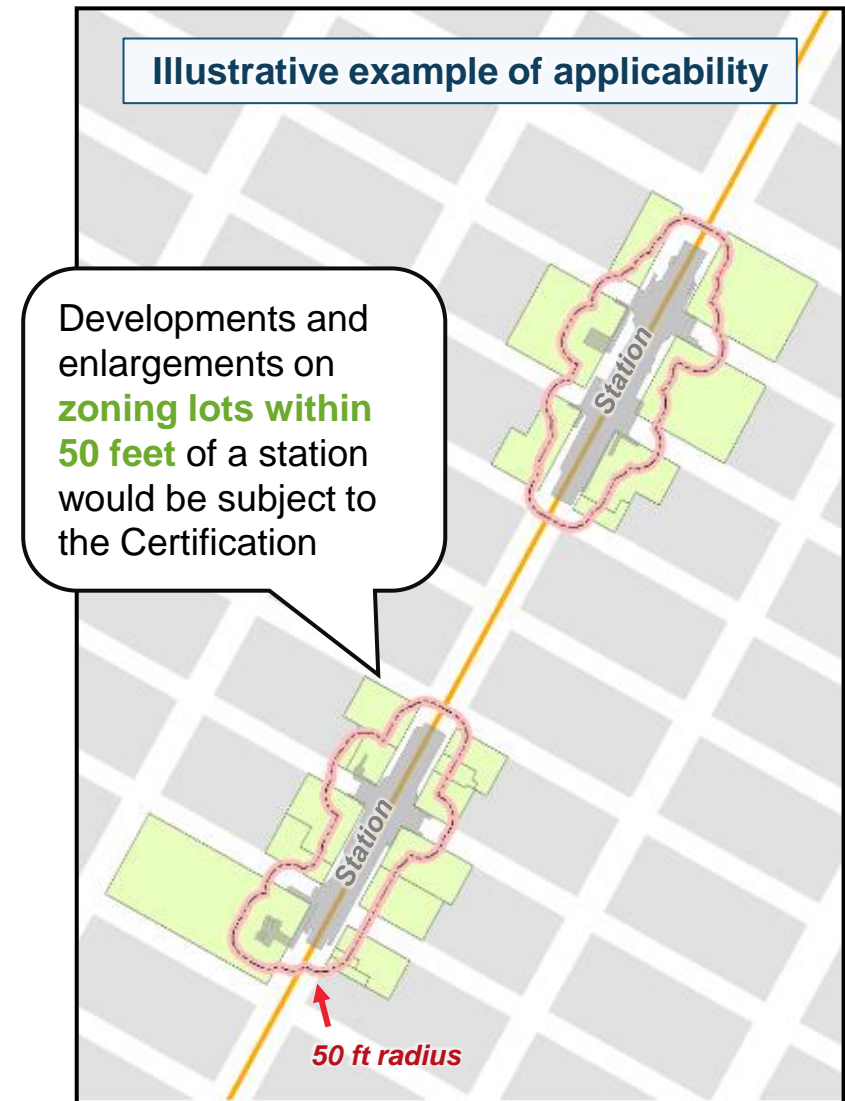 Illustrative example of applicability
Developments and
enlargements on
zoning lots within
50 feet of a station
would be subject to
the Certification
Station
Station
50 ft radius